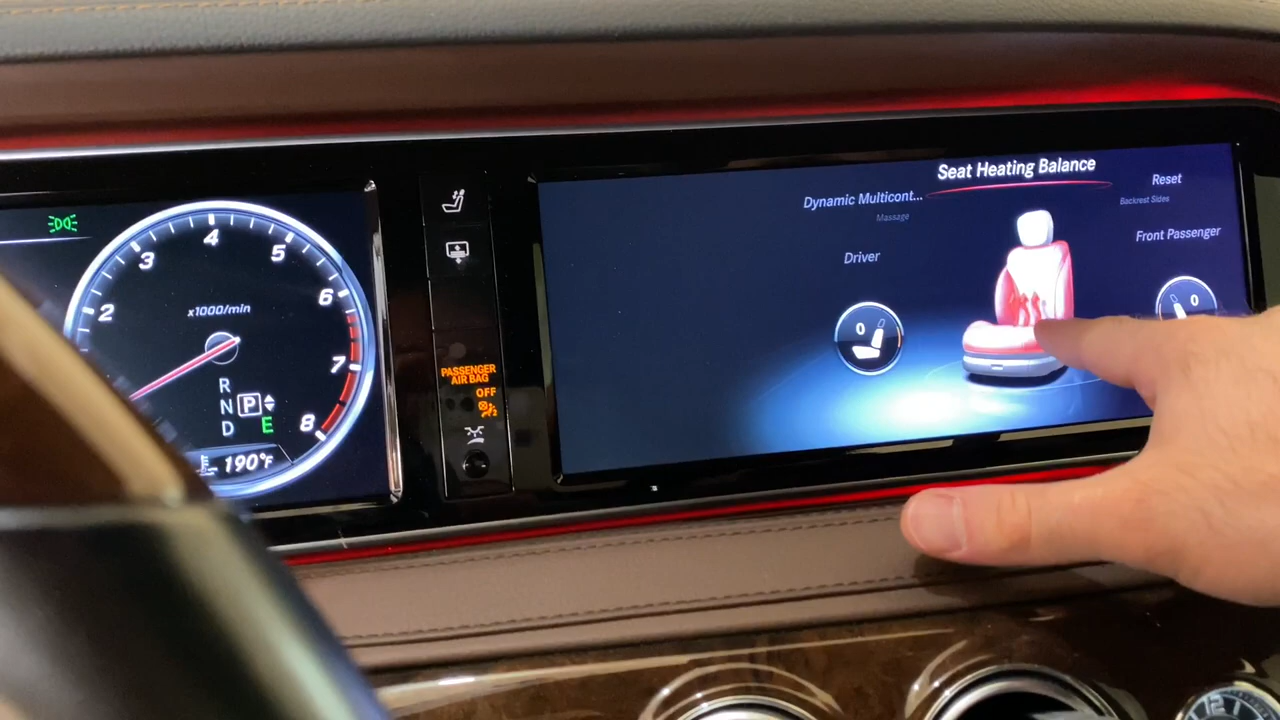 2
3
4
5
6
7
8
x1000/min
R
N
P
D
E
190°F
PASSENGER
AIR BAG
OFF
Seat Heating Balance
Dynamic Multicont...
Massage
Reset
Backrest Sides
Driver
Front Passenger
0
0
12